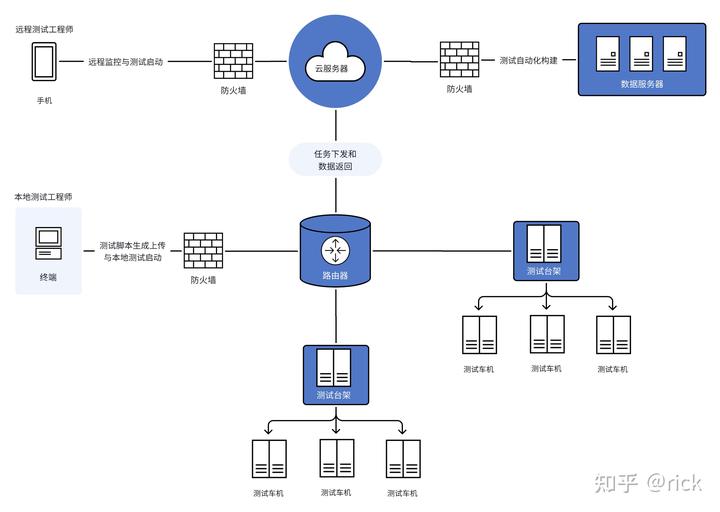 远程测试工程师
手机
远程监控与测试启动
防火墙
云服务器
防火墙
测试自动化构建
数据服务器
任务下发和
数据返回
本地测试工程师
终端
测试脚本生成上传
与本地测试启动
防火墙
路由器
测试台架
测试车机
测试车机
测试车机
测试台架
测试车机
测试车机
测试车机
知乎 @rick